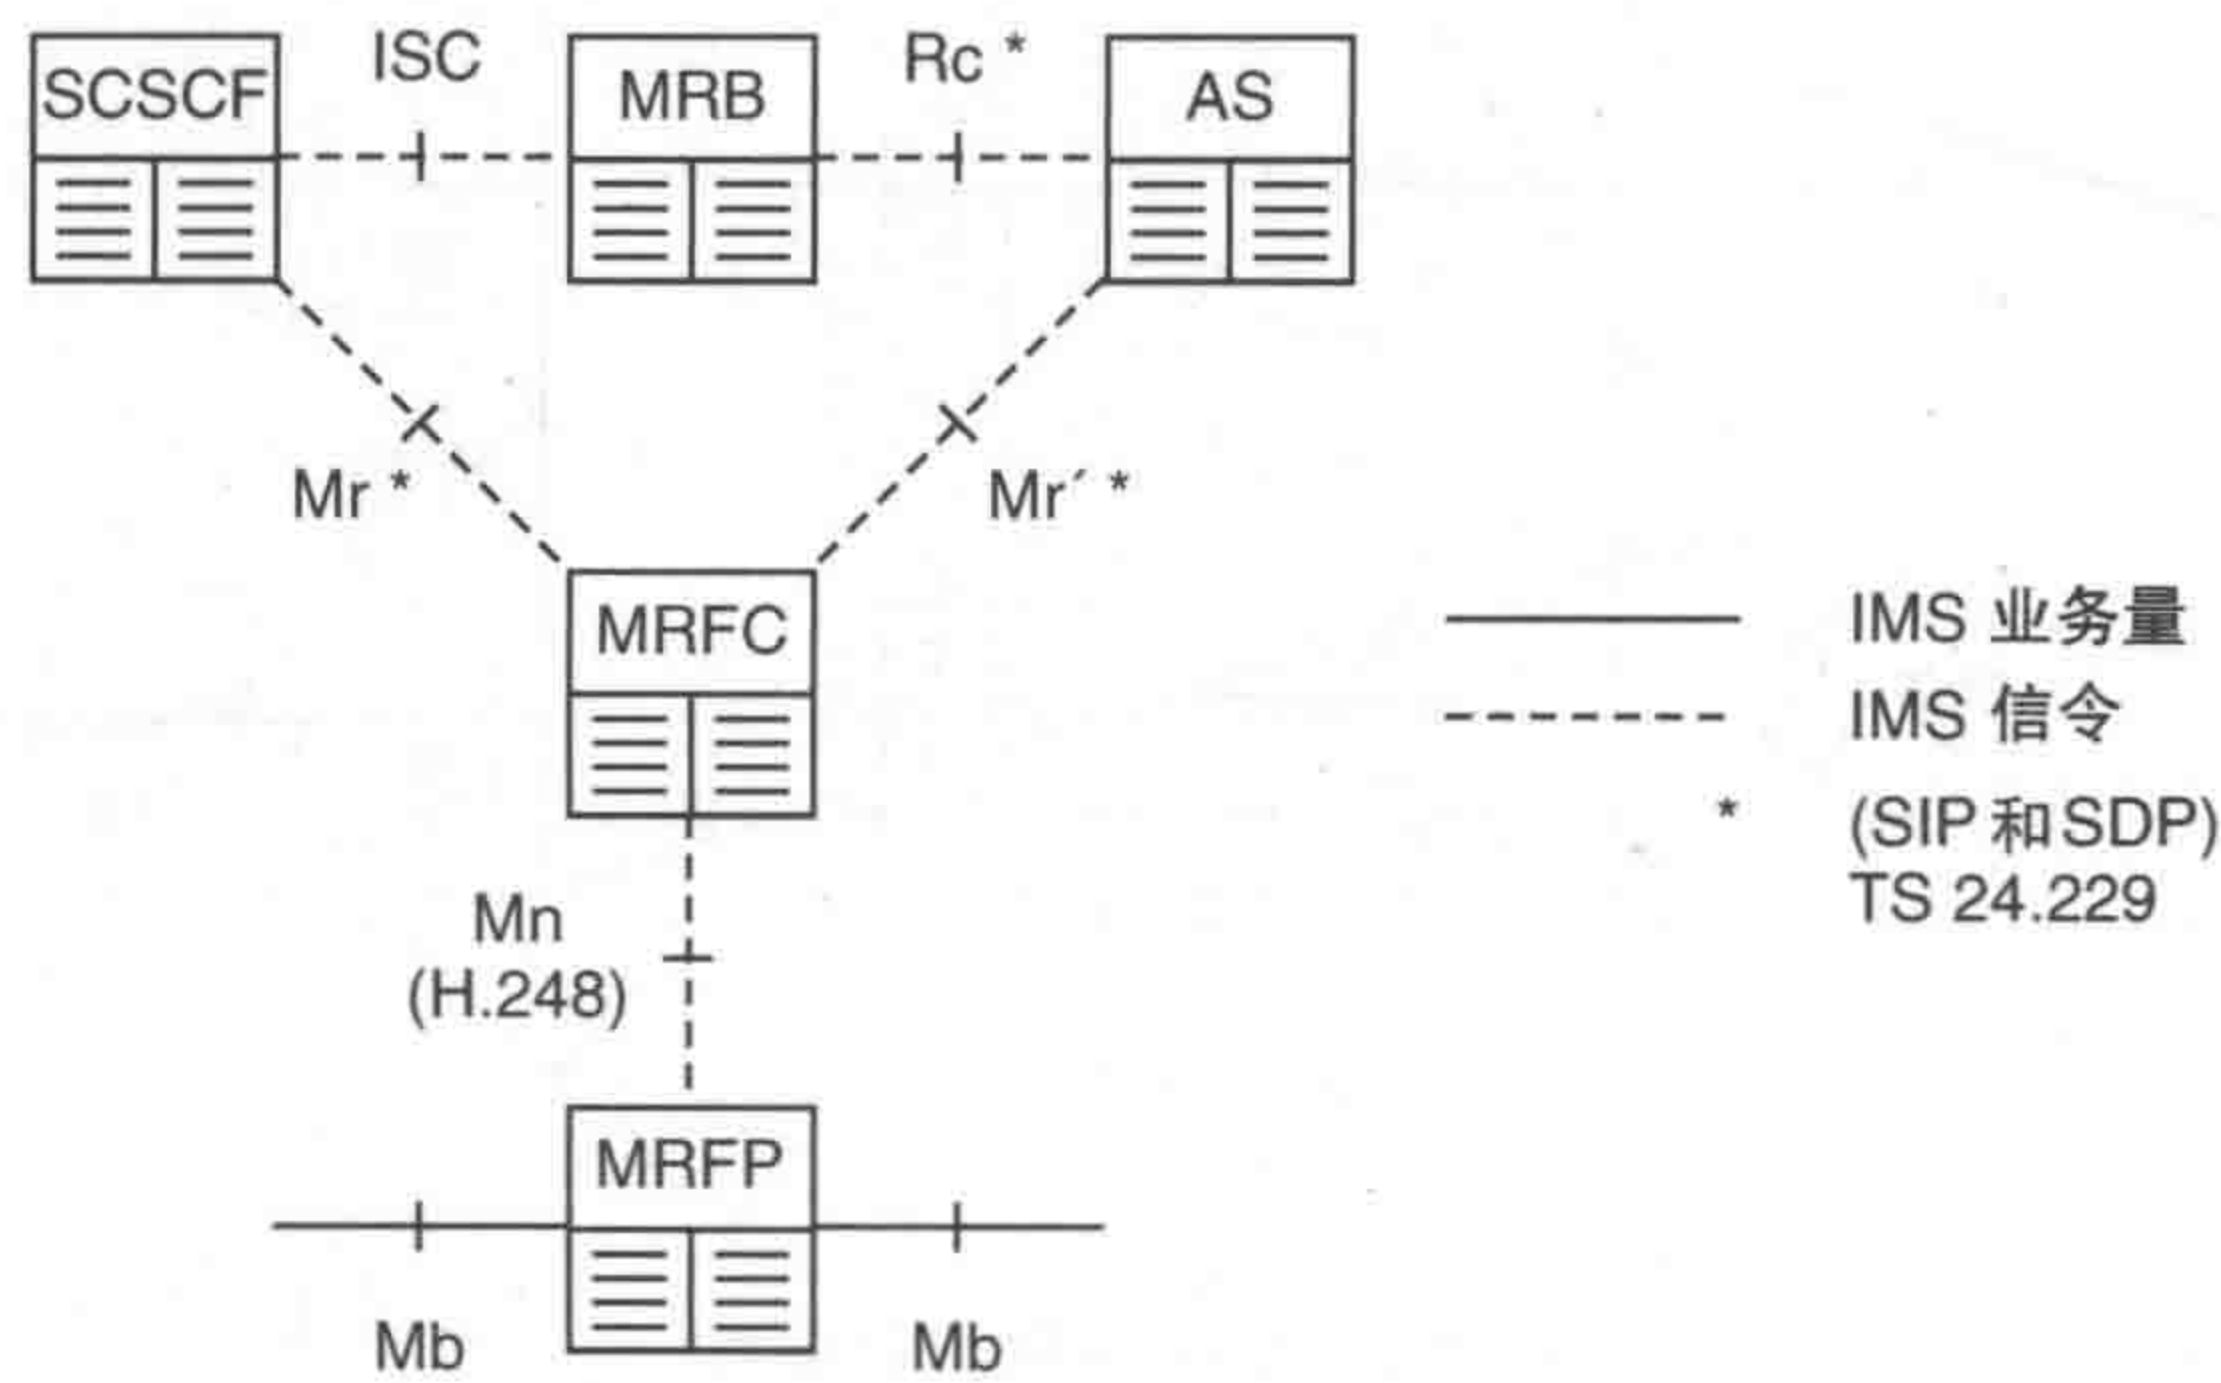 SCSCF
ISC
MRB
Rc *
AS
Mr *
Mr´ *
MRFC
IMS 业务量
IMS 信令
* (SIP 和 SDP)
TS 24.229
Mn
(H.248)
MRFP
Mb
Mb